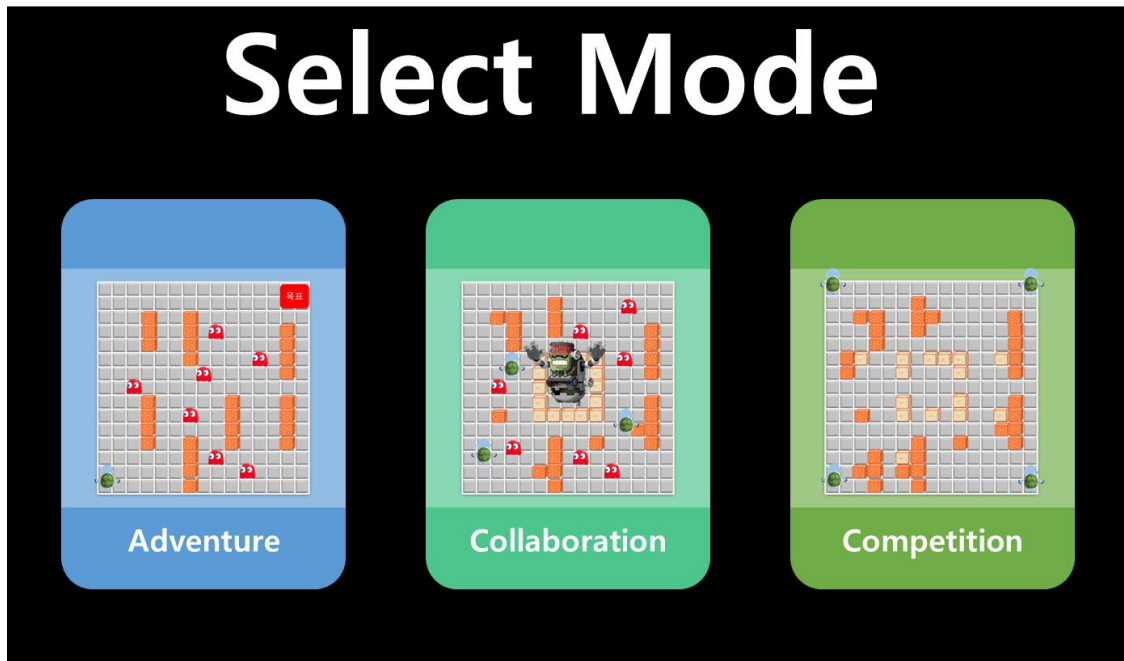 Select Mode
목표
Adventure
Collaboration
Competition